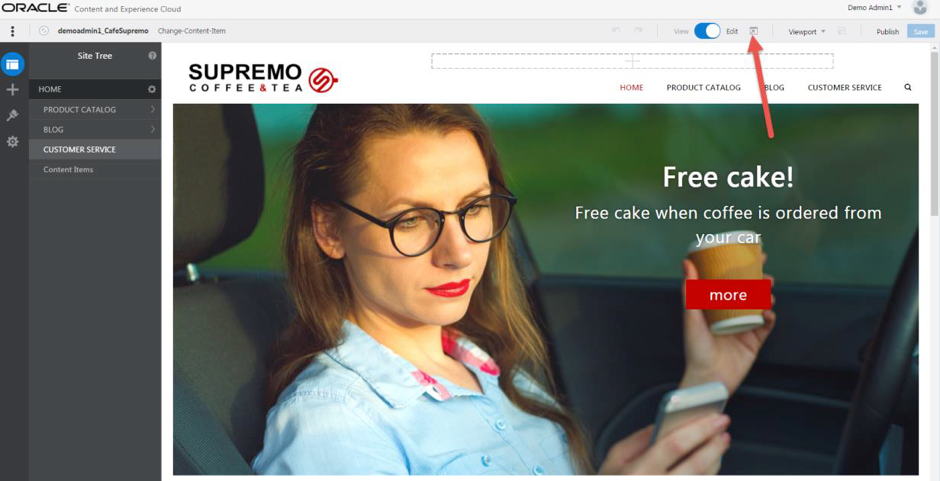 ORACLE Content and Experience Cloud
Demo Admin1
demoadmin1_CafeSupremo Change-Content-Item
View Edit Viewport Publish Save
Site Tree
HOME
PRODUCT CATALOG
BLOG
CUSTOMER SERVICE
Content Items
SUPREMO
COFFEE&TEA
HOME PRODUCT CATALOG BLOG CUSTOMER SERVICE
Free cake!
Free cake when coffee is ordered from
your car
more